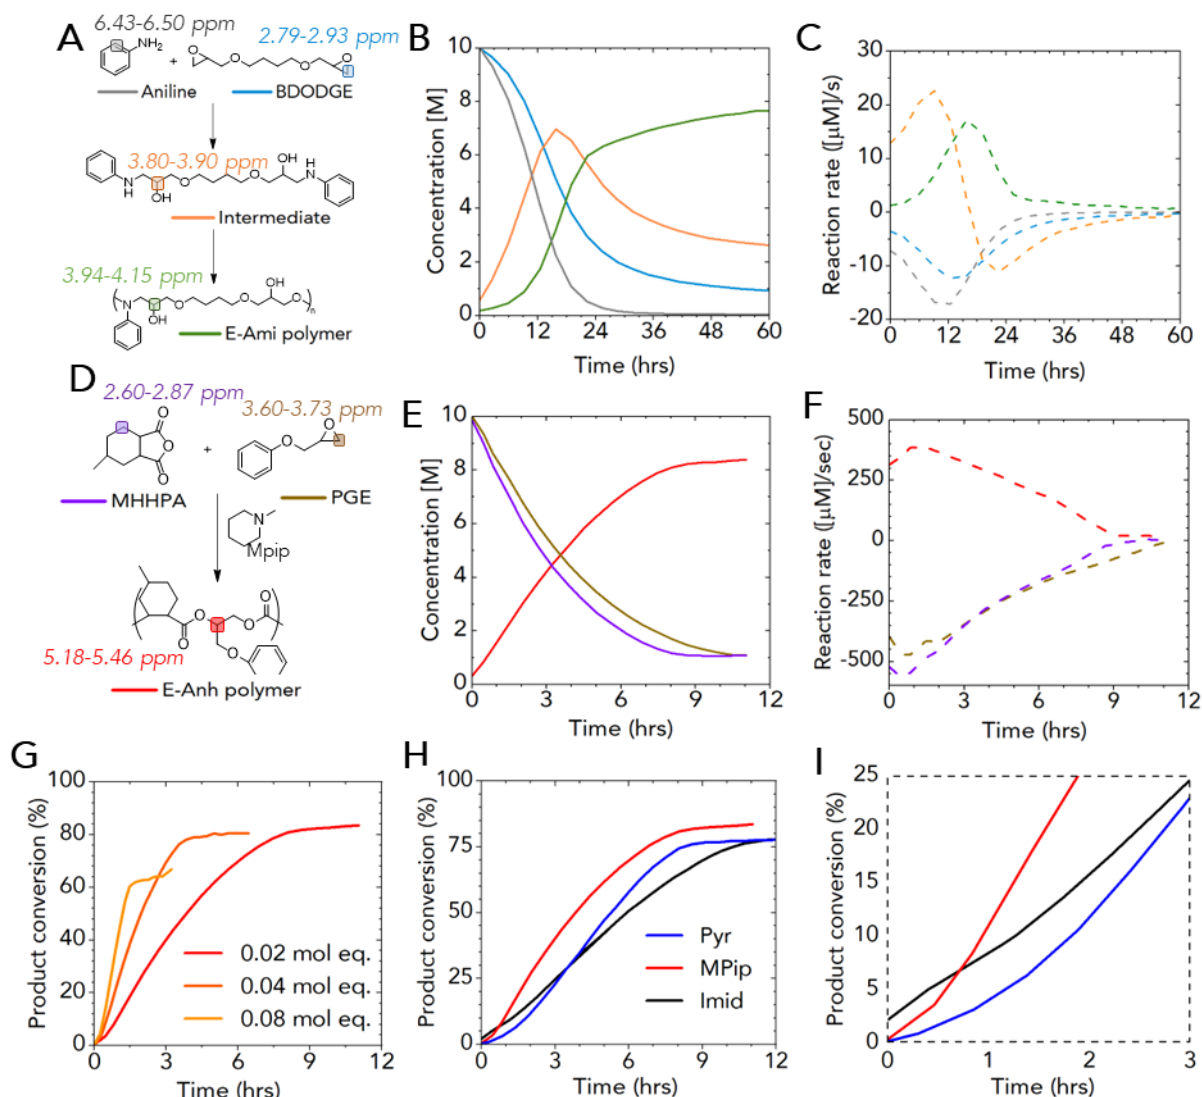 A
6.43-6.50 ppm
NH2
+
2.79-2.93 ppm
O
O
O
O
Aniline
BDODGE
3.80-3.90 ppm
OH
N
H
OH
O
O
H
N
Intermediate
3.94-4.15 ppm
OH
N
OH
O
O
O
n
E-Ami polymer
B
Concentration [M]
10
8
6
4
2
0
0
12
24
36
48
60
Time (hrs)
C
Reaction rate ([µM]/s)
30
20
10
0
-10
-20
0
12
24
36
48
60
Time (hrs)
D
2.60-2.87 ppm
3.60-3.73 ppm
O
O
O
+
O
O
MHHPA
PGE
N
Mpip
O
O
O
O
O
5.18-5.46 ppm
E-Anh polymer
E
Concentration [M]
10
8
6
4
2
0
0
3
6
9
12
Time (hrs)
F
Reaction rate ([µM]/sec)
500
250
0
-250
-500
0
3
6
9
12
Time (hrs)
G
Product conversion (%)
100
80
60
40
20
0
0
3
6
9
12
0.02 mol eq.
0.04 mol eq.
0.08 mol eq.
Time (hrs)
H
Product conversion (%)
100
75
50
25
0
0
3
6
9
12
Pyr
MPip
Imid
Time (hrs)
I
Product conversion (%)
25
20
15
10
5
0
0
1
2
3
Time (hrs)